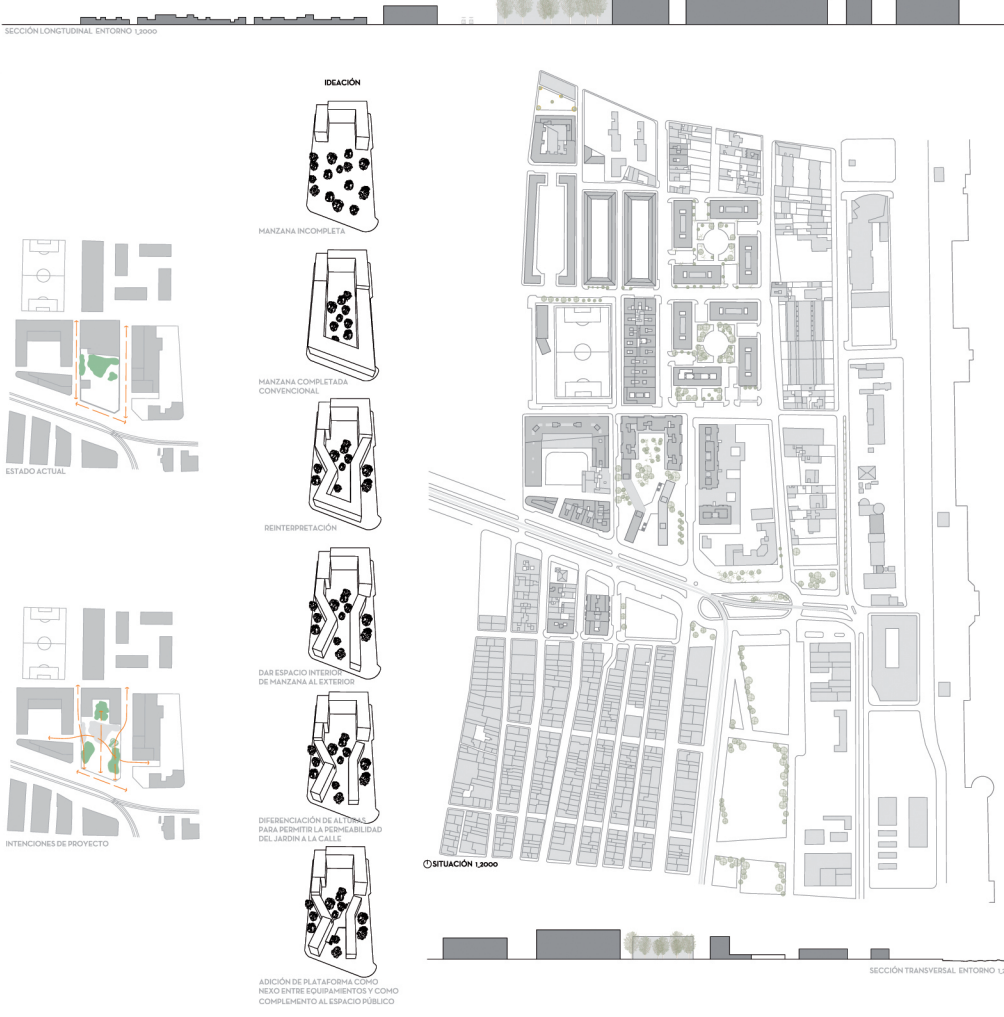 SECCIÓN LONGTUDINAL ENTORNO 1_2000
IDEACIÓN
MANZANA INCOMPLETA
MANZANA COMPLETADA
CONVENCIONAL
ESTADO ACTUAL
REINTERPRETACIÓN
DAR ESPACIO INTERIOR
DE MANZANA AL EXTERIOR
DIFERENCIACIÓN DE ALTURAS
PARA PERMITIR LA PERMEABILIDAD
DEL JARDIN A LA CALLE
INTENCIONES DE PROYECTO
SITUACIÓN 1_2000
ADICIÓN DE PLATAFORMA COMO
NEXO ENTRE EQUIPAMIENTOS Y COMO
COMPLEMENTO AL ESPACIO PÚBLICO
SECCIÓN TRANSVERSAL ENTORNO